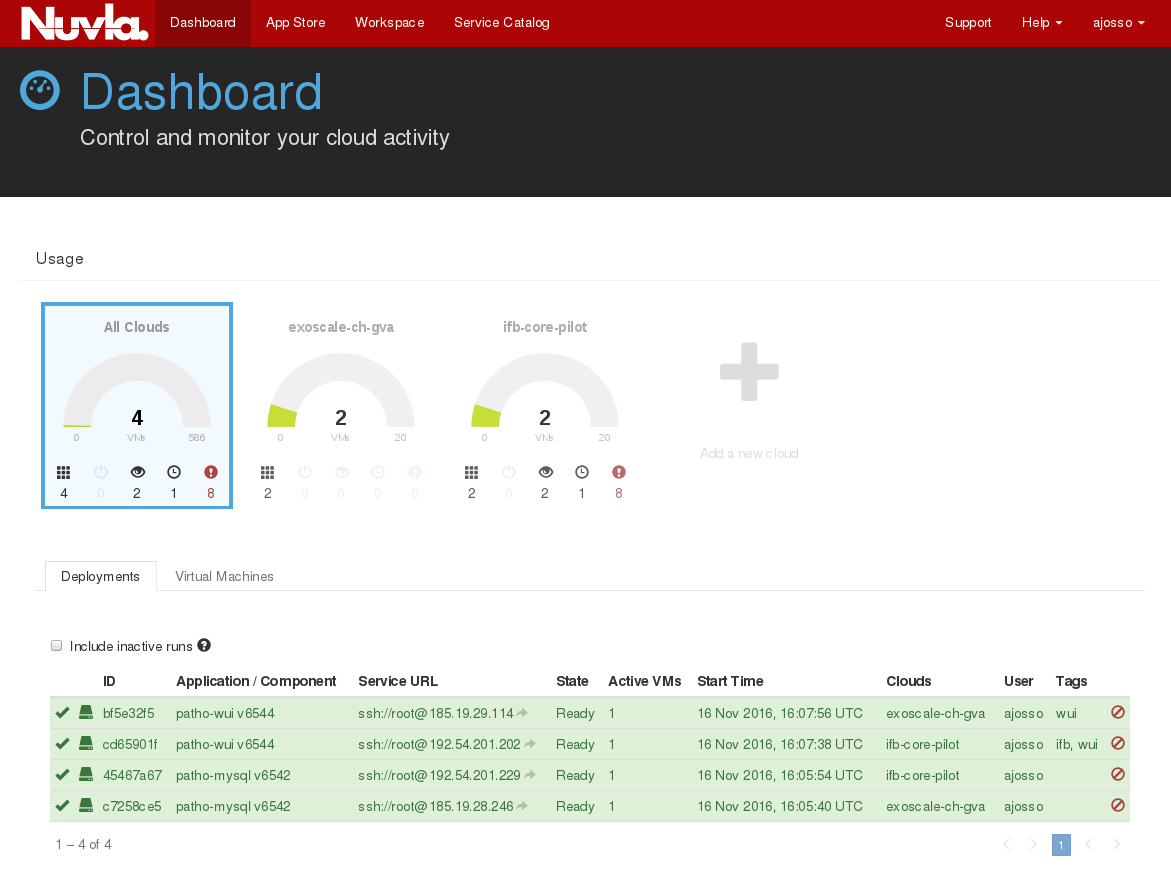 Nuvla. Dashboard App Store Workspace Service Catalog Support Help ajosso
Dashboard
Control and monitor your cloud activity
Usage
All Clouds exoscale-ch-gva ifb-core-pilot
4 2 2
0 VMs 586 0 VMs 20 0 VMs 20
Add a new cloud
4 0 2 1 8 2 0 0 0 0 2 0 2 1 8
Deployments Virtual Machines
Include inactive runs ?
ID Application / Component Service URL State Active VMs Start Time Clouds User Tags
bf5e32f5 patho-wui v6544 ssh://root@185.19.29.114 Ready 1 16 Nov 2016, 16:07:56 UTC exoscale-ch-gva ajosso wui
cd65901f patho-wui v6544 ssh://root@192.54.201.202 Ready 1 16 Nov 2016, 16:07:38 UTC ifb-core-pilot ajosso ifb, wui
45467a67 patho-mysql v6542 ssh://root@192.54.201.229 Ready 1 16 Nov 2016, 16:05:54 UTC ifb-core-pilot ajosso
c7258ce5 patho-mysql v6542 ssh://root@185.19.28.246 Ready 1 16 Nov 2016, 16:05:40 UTC exoscale-ch-gva ajosso
1 – 4 of 4 1